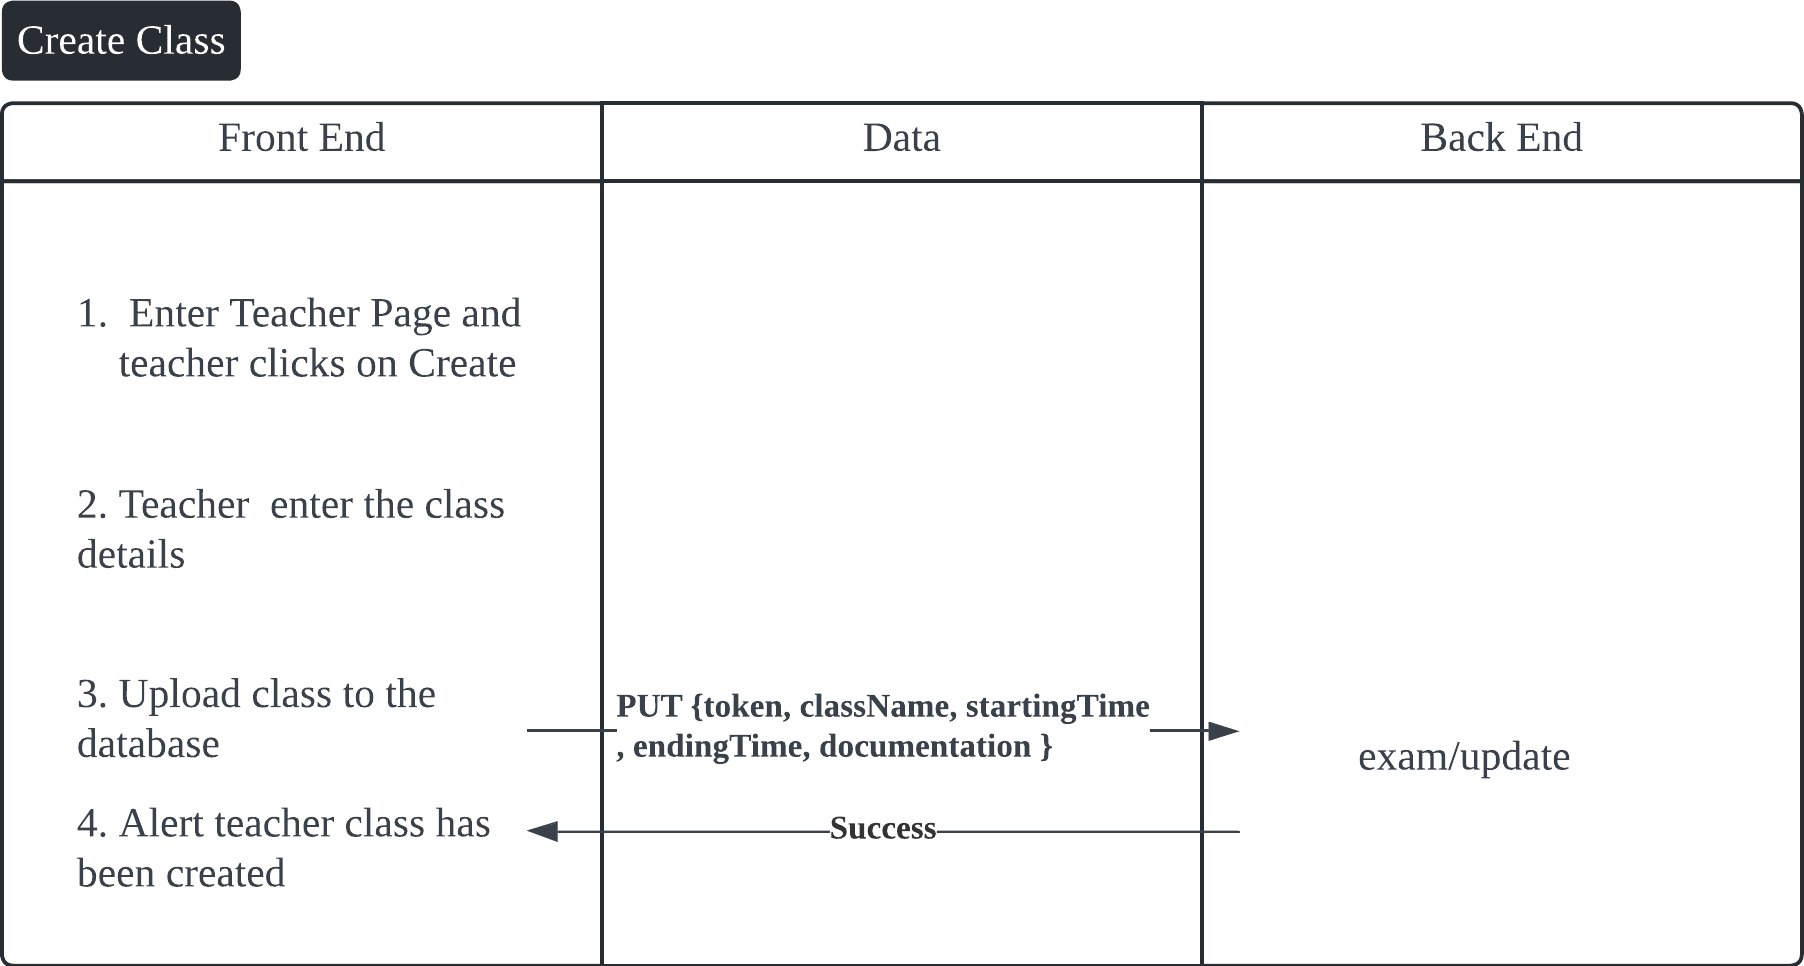 Create Class
Front End
Data
Back End
1.  Enter Teacher Page and
teacher clicks on Create
2. Teacher  enter the class
details
3. Upload class to the
database
PUT {token, className, startingTime
, endingTime, documentation }
exam/update
4. Alert teacher class has
been created
Success